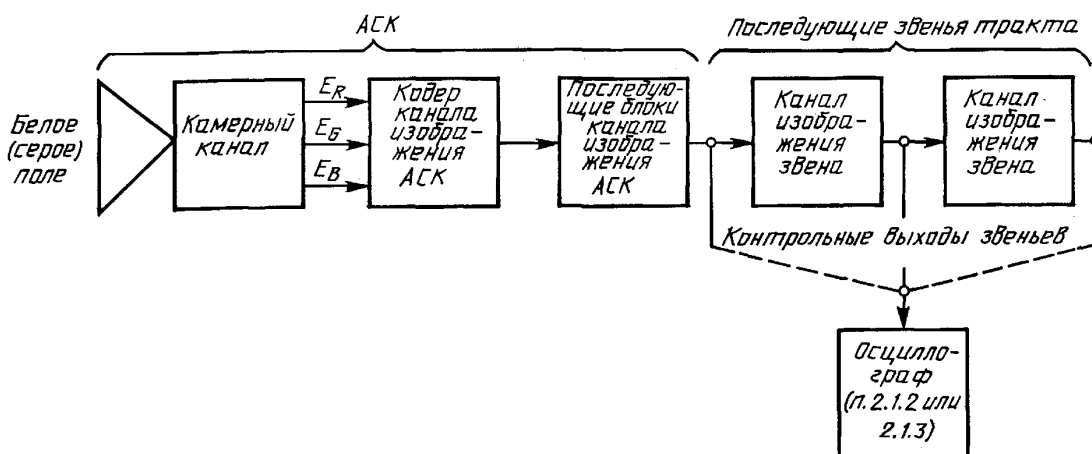 АСК
Последующие звенья тракта
Белое
(серое)
поле
Камерный
канал
E_R
E_G
E_B
Кодер
канала
изобра-
жения
АСК
Последую-
щие блоки
канала
изобра-
жения
АСК
Канал
изобра-
жения
звена
Канал
изобра-
жения
звена
Контрольные выходы звеньев
Осцилло-
граф
(п.2.1.2 или
2.1.3)